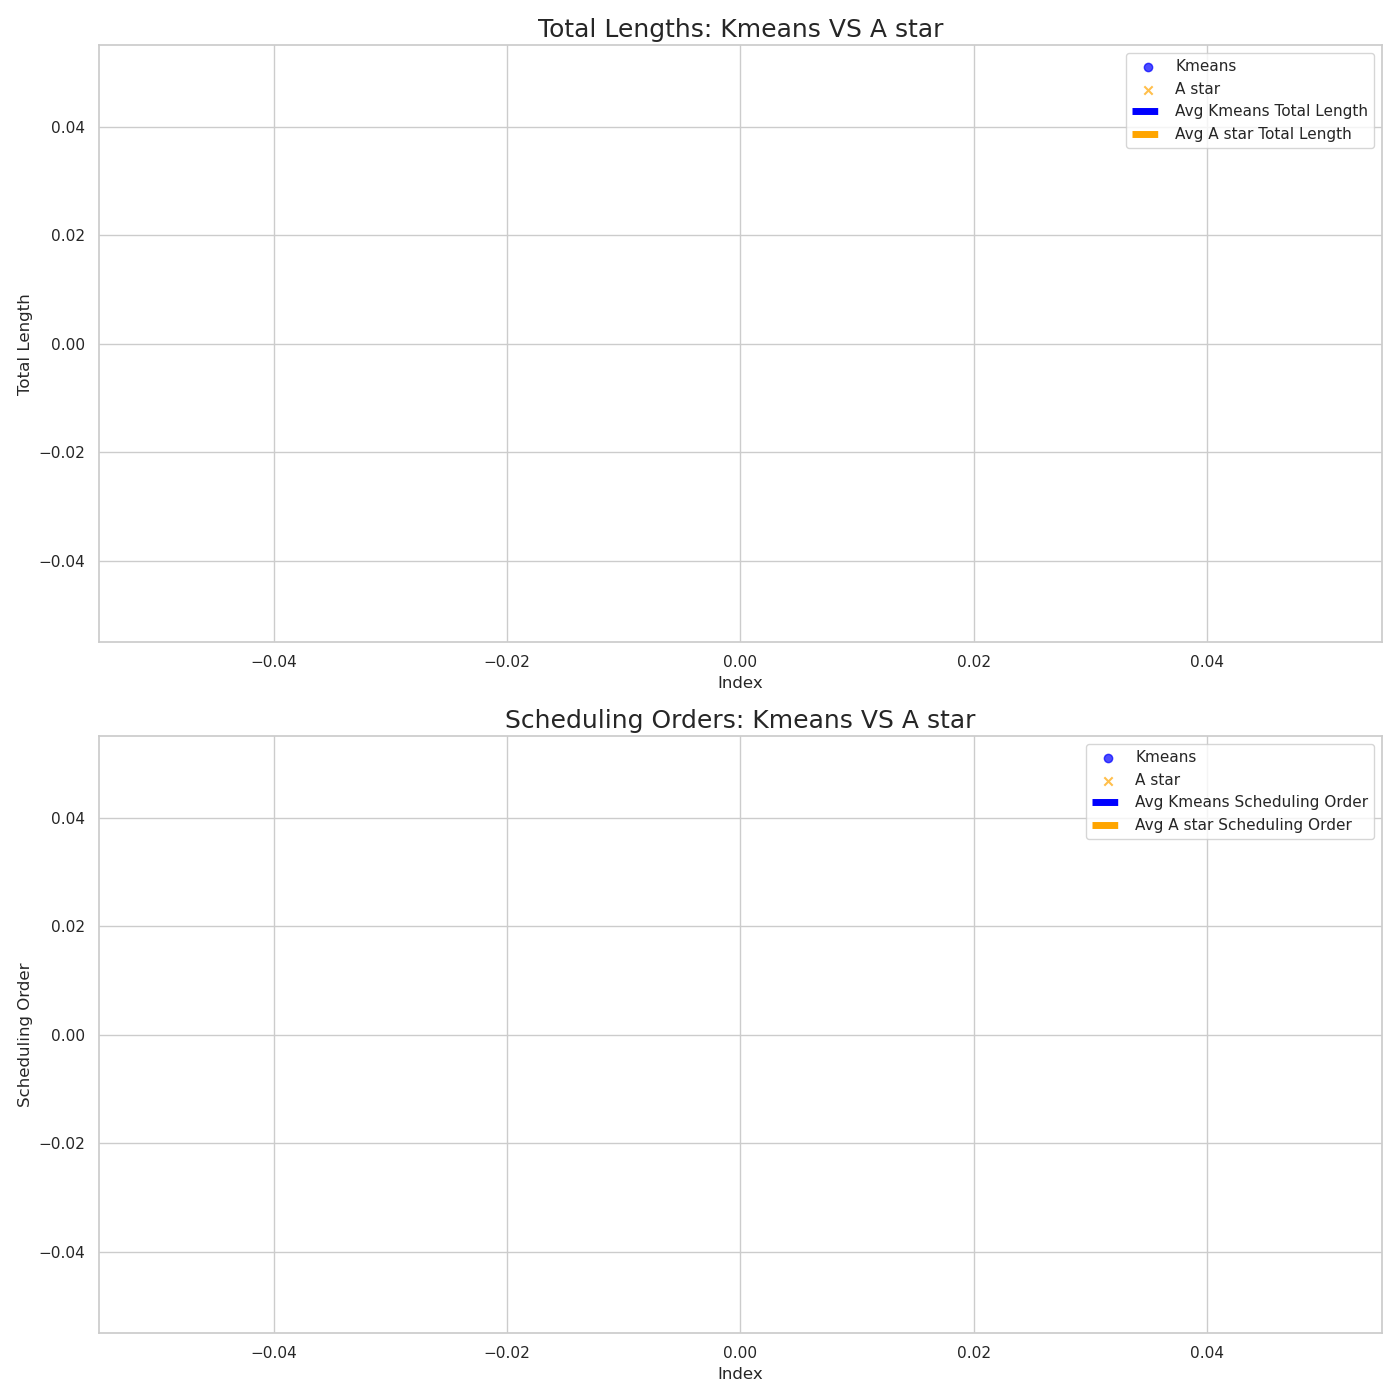 Total Lengths: Kmeans VS A star
Kmeans
A star
Avg Kmeans Total Length
Avg A star Total Length
0.04
0.02
0.00
−0.02
−0.04
Total Length
−0.04 −0.02 0.00 0.02 0.04
Index
Scheduling Orders: Kmeans VS A star
Kmeans
A star
Avg Kmeans Scheduling Order
Avg A star Scheduling Order
0.04
0.02
0.00
−0.02
−0.04
Scheduling Order
−0.04 −0.02 0.00 0.02 0.04
Index